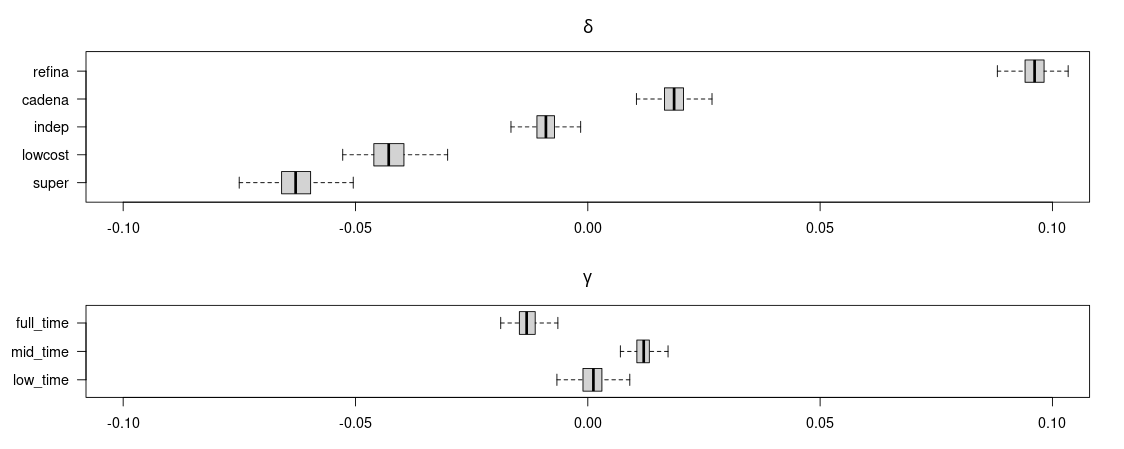 δ
refina
cadena
indep
lowcost
super
-0.10 -0.05 0.00 0.05 0.10
γ
full_time
mid_time
low_time
-0.10 -0.05 0.00 0.05 0.10